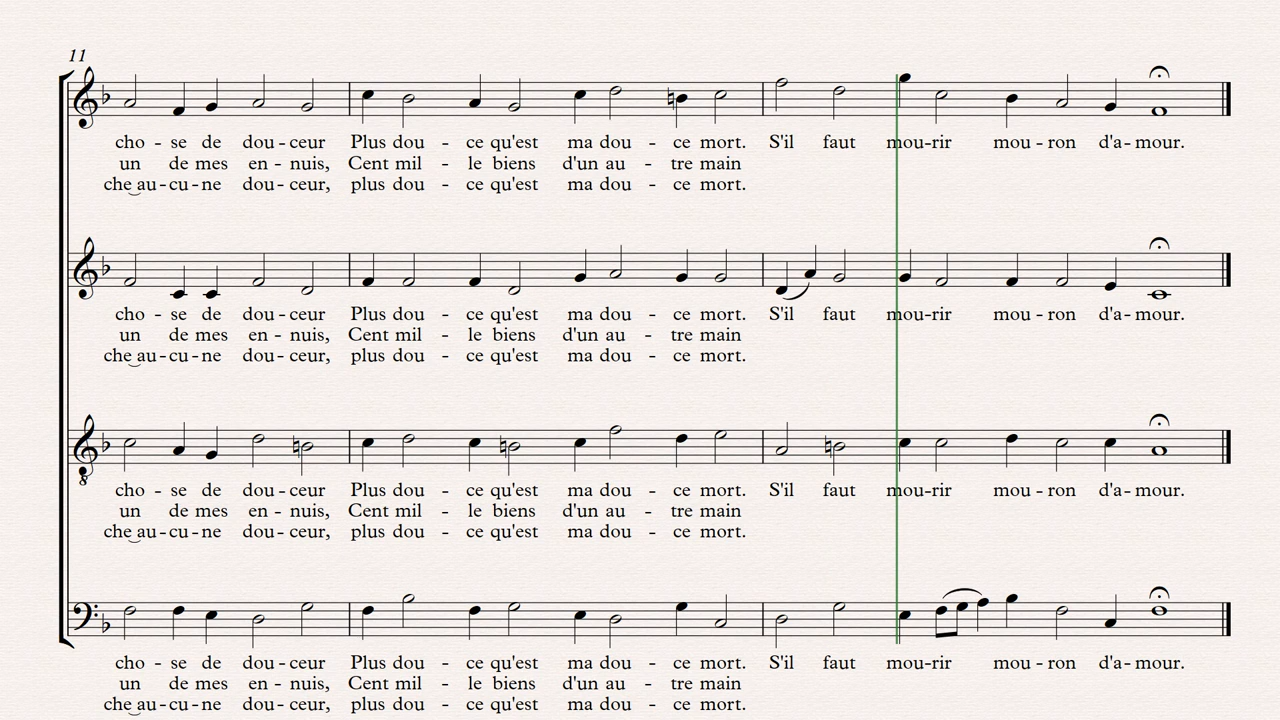 11
cho - se de dou - ceur Plus dou - ce qu'est ma dou - ce mort. S'il faut mou-rir mou - ron d'a - mour.
un de mes en - nuis, Cent mil - le biens d'un au - tre main
che‿au - cu - ne dou - ceur, plus dou - ce qu'est ma dou - ce mort.
cho - se de dou - ceur Plus dou - ce qu'est ma dou - ce mort. S'il faut mou-rir mou - ron d'a - mour.
un de mes en - nuis, Cent mil - le biens d'un au - tre main
che‿au - cu - ne dou - ceur, plus dou - ce qu'est ma dou - ce mort.
8
cho - se de dou - ceur Plus dou - ce qu'est ma dou - ce mort. S'il faut mou-rir mou - ron d'a - mour.
un de mes en - nuis, Cent mil - le biens d'un au - tre main
che‿au - cu - ne dou - ceur, plus dou - ce qu'est ma dou - ce mort.
cho - se de dou - ceur Plus dou - ce qu'est ma dou - ce mort. S'il faut mou-rir mou - ron d'a - mour.
un de mes en - nuis, Cent mil - le biens d'un au - tre main
che‿au - cu - ne dou - ceur, plus dou - ce qu'est ma dou - ce mort.